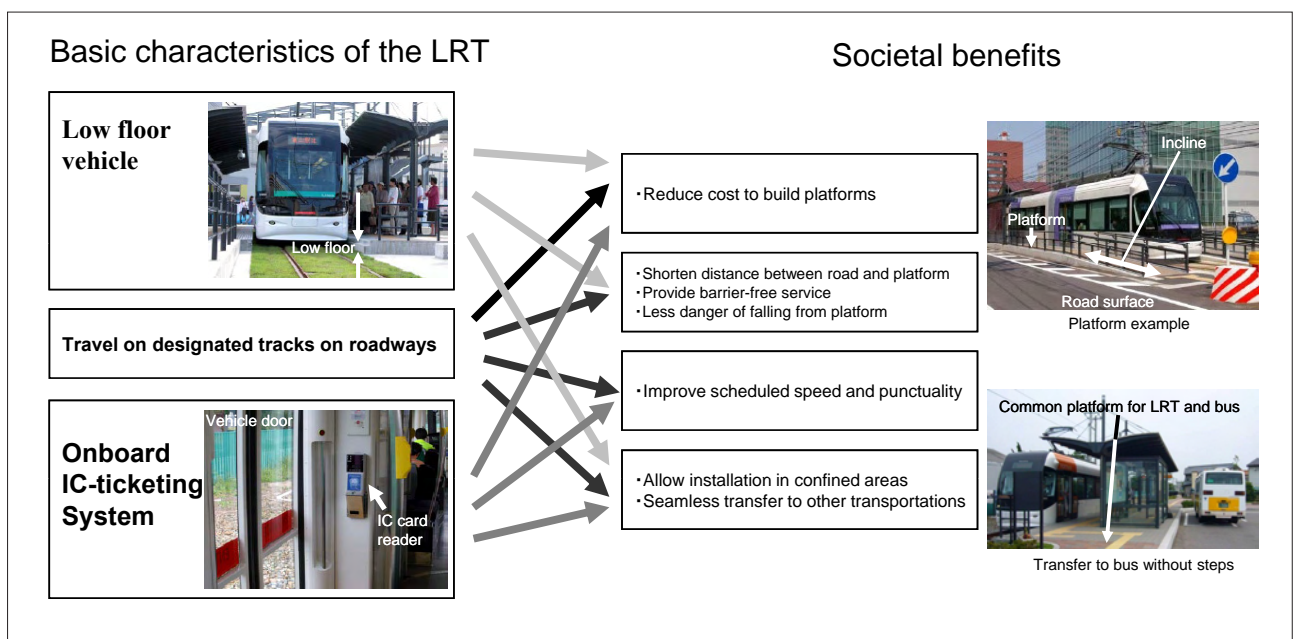 Basic characteristics of the LRT
Societal benefits
Low floor
vehicle
Low floor
Travel on designated tracks on roadways
Onboard
IC-ticketing
System
Vehicle door
IC card
reader
・Reduce cost to build platforms
・Shorten distance between road and platform
・Provide barrier-free service
・Less danger of falling from platform
・Improve scheduled speed and punctuality
・Allow installation in confined areas
・Seamless transfer to other transportations
Incline
Platform
Road surface
Platform example
Common platform for LRT and bus
Transfer to bus without steps